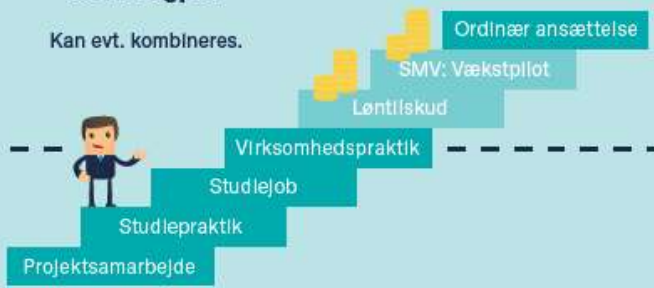 Kan evt. kombineres.
Ordinær ansættelse
SMV: Vækstpilot
Løntilskud
Virksomhedspraktik
Studiejob
Studiepraktik
Projektsamarbejde